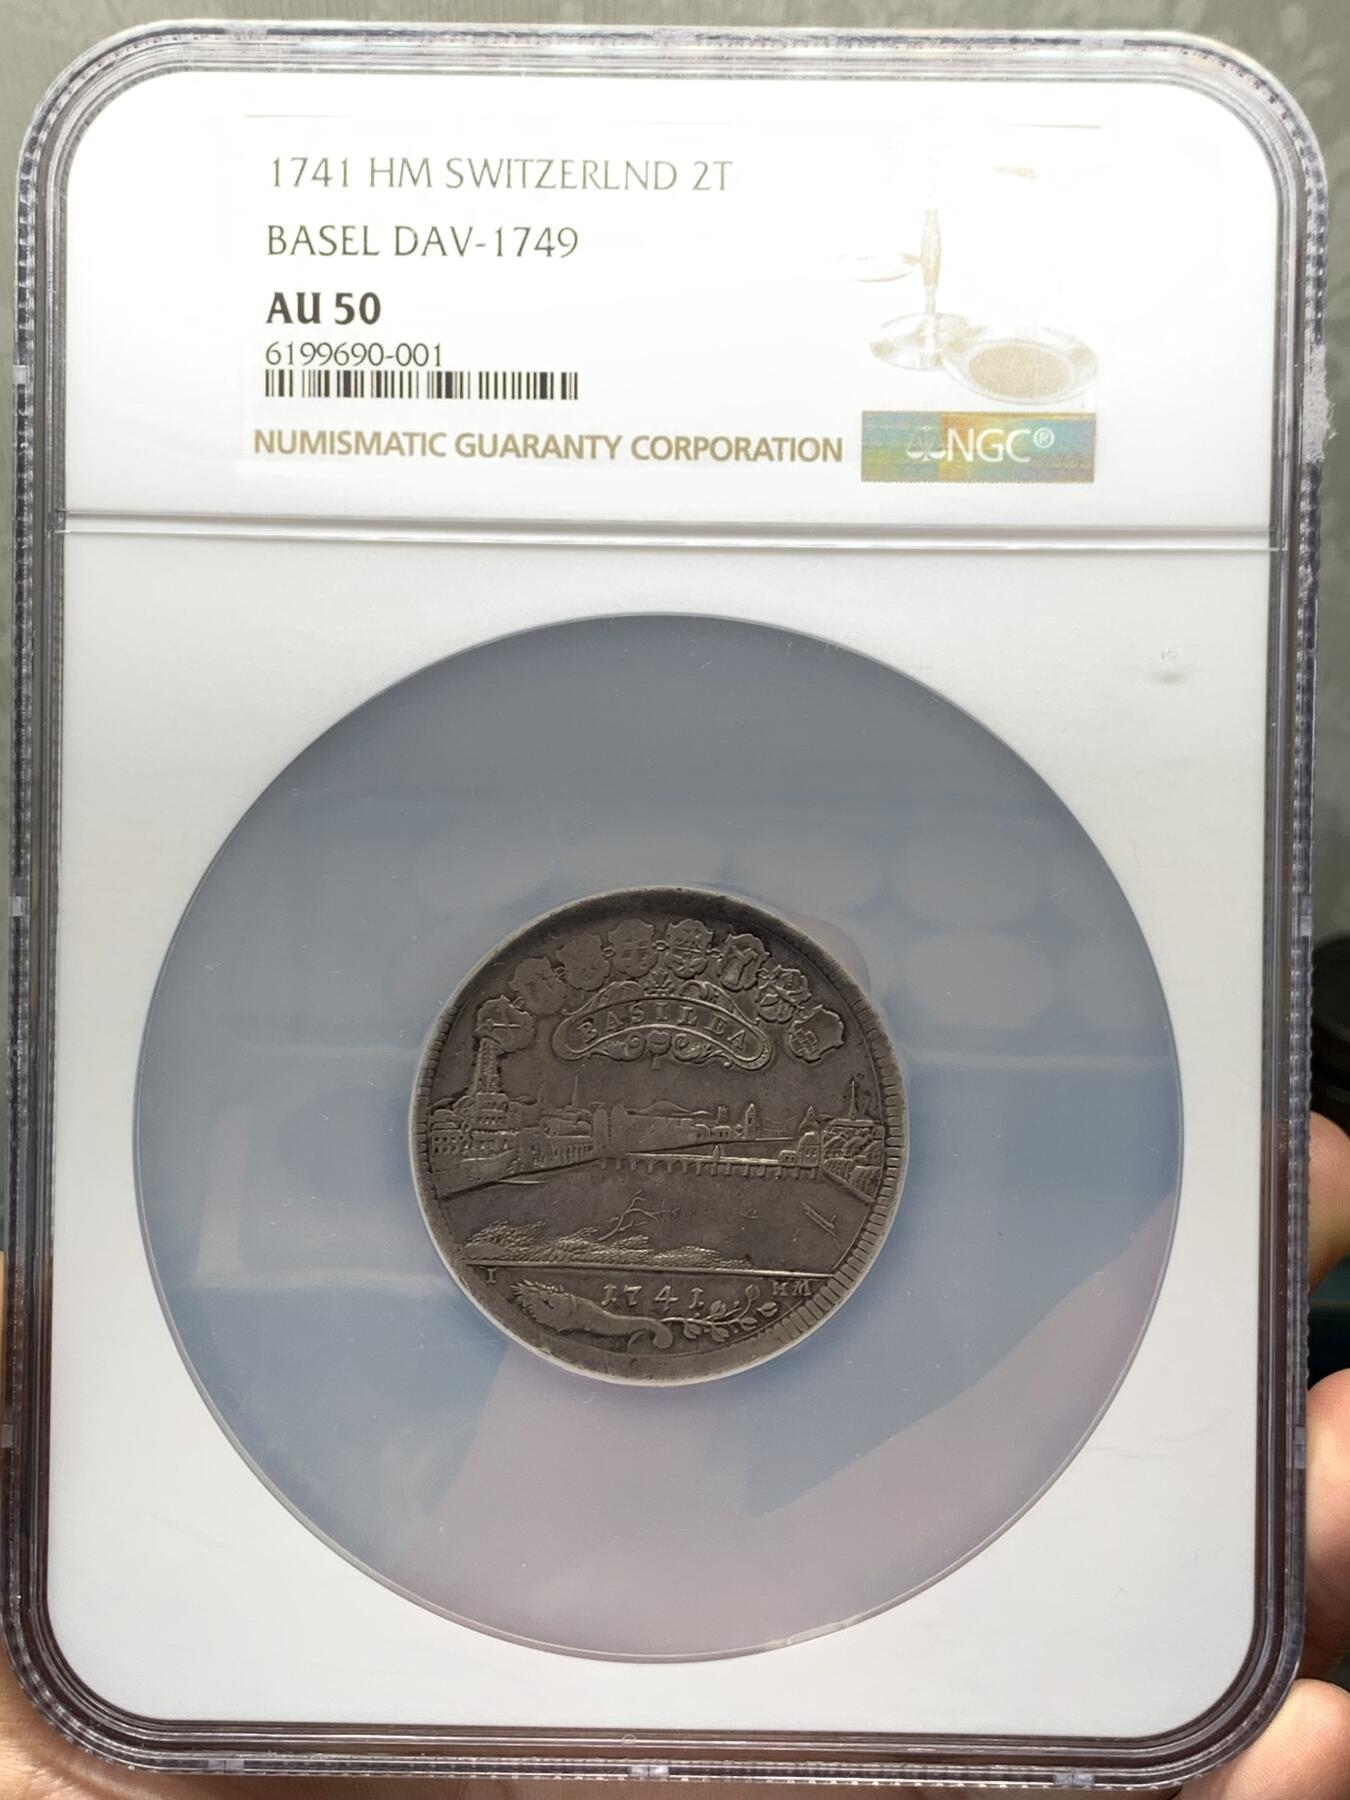 1741 HM SWITZERLND 2T
BASEL DAV-1749
AU 50
6199690-001
NUMISMATIC GUARANTY CORPORATION
NGC®
BASILEA
I HM
1741.